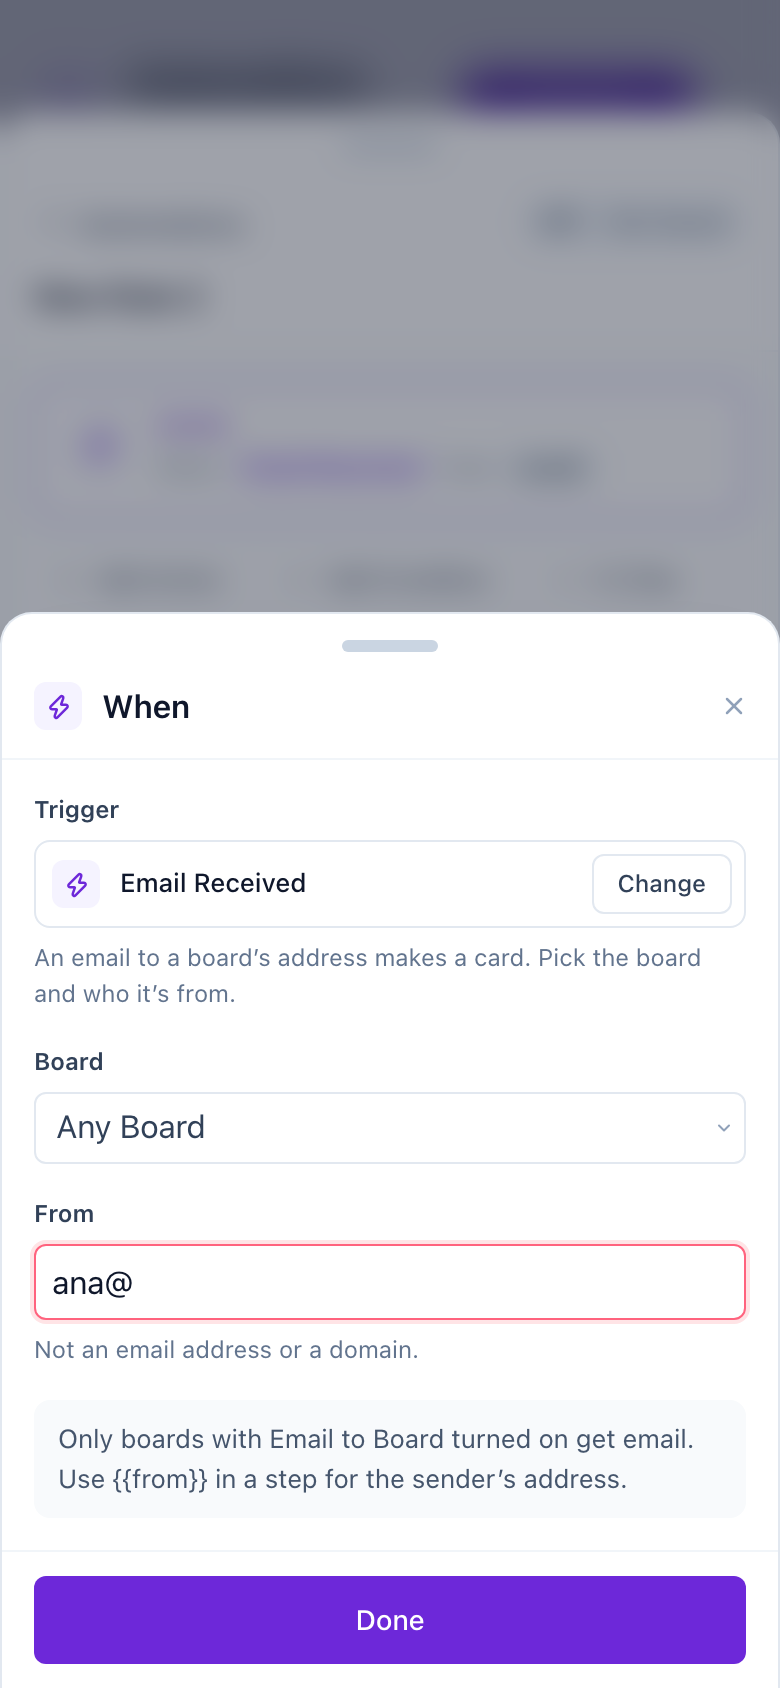 When
Trigger
Email Received
Change
An email to a board’s address makes a card. Pick the board
and who it’s from.
Board
Any Board
From
ana@
Not an email address or a domain.
Only boards with Email to Board turned on get email.
Use {{from}} in a step for the sender’s address.
Done